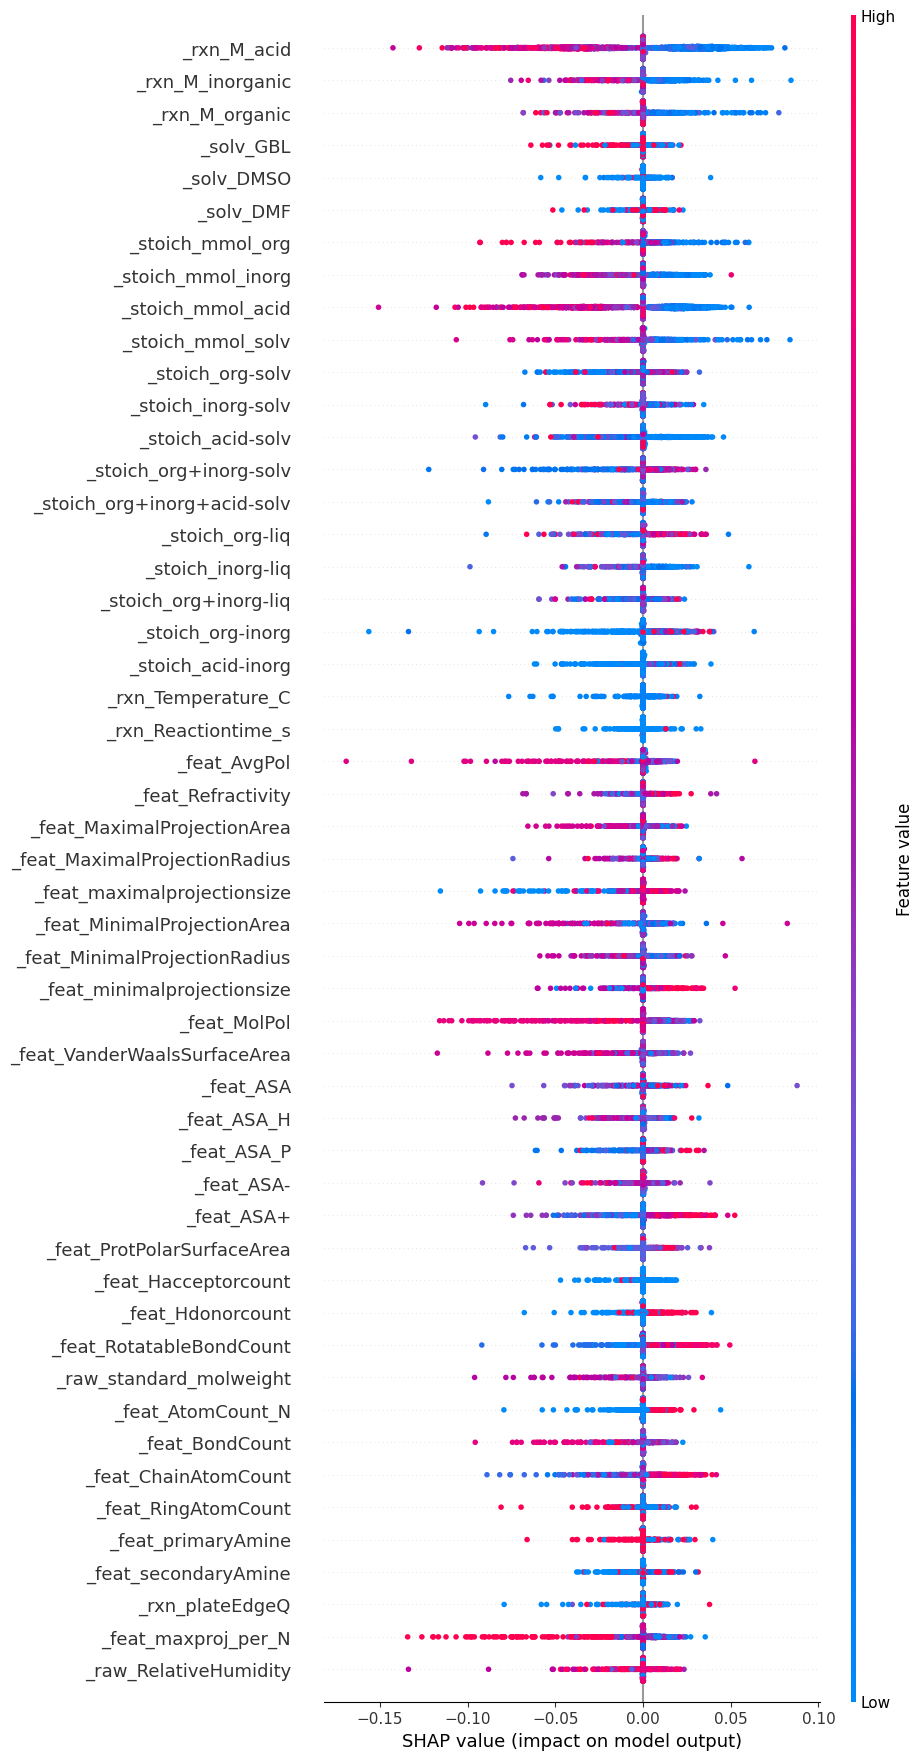 High
_rxn_M_acid
_rxn_M_inorganic
_rxn_M_organic
_solv_GBL
_solv_DMSO
_solv_DMF
_stoich_mmol_org
_stoich_mmol_inorg
_stoich_mmol_acid
_stoich_mmol_solv
_stoich_org-solv
_stoich_inorg-solv
_stoich_acid-solv
_stoich_org+inorg-solv
_stoich_org+inorg+acid-solv
_stoich_org-liq
_stoich_inorg-liq
_stoich_org+inorg-liq
_stoich_org-inorg
_stoich_acid-inorg
_rxn_Temperature_C
_rxn_Reactiontime_s
_feat_AvgPol
_feat_Refractivity
_feat_MaximalProjectionArea
_feat_MaximalProjectionRadius
_feat_maximalprojectionsize
_feat_MinimalProjectionArea
_feat_MinimalProjectionRadius
_feat_minimalprojectionsize
_feat_MolPol
_feat_VanderWaalsSurfaceArea
_feat_ASA
_feat_ASA_H
_feat_ASA_P
_feat_ASA-
_feat_ASA+
_feat_ProtPolarSurfaceArea
_feat_Hacceptorcount
_feat_Hdonorcount
_feat_RotatableBondCount
_raw_standard_molweight
_feat_AtomCount_N
_feat_BondCount
_feat_ChainAtomCount
_feat_RingAtomCount
_feat_primaryAmine
_feat_secondaryAmine
_rxn_plateEdgeQ
_feat_maxproj_per_N
_raw_RelativeHumidity
Feature value
Low
−0.15 −0.10 −0.05 0.00 0.05 0.10
SHAP value (impact on model output)